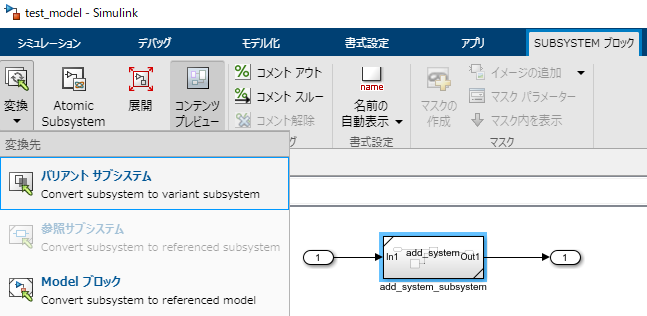 test_model - Simulink
シミュレーション デバッグ モデル化 書式設定 アプリ SUBSYSTEM ブロック
変換
Atomic
Subsystem
展開
コンテンツ
プレビュー
コメント アウト
コメント スルー
コメント解除
name
名前の
自動表示
書式設定
マスクの
作成
イメージの追加
マスク パラメーター
マスク内を表示
マスク
変換先
バリアント サブシステム
Convert subsystem to variant subsystem
参照サブシステム
Convert subsystem to referenced subsystem
Model ブロック
Convert subsystem to referenced model
1
In1
add_system
Out1
1
add_system_subsystem